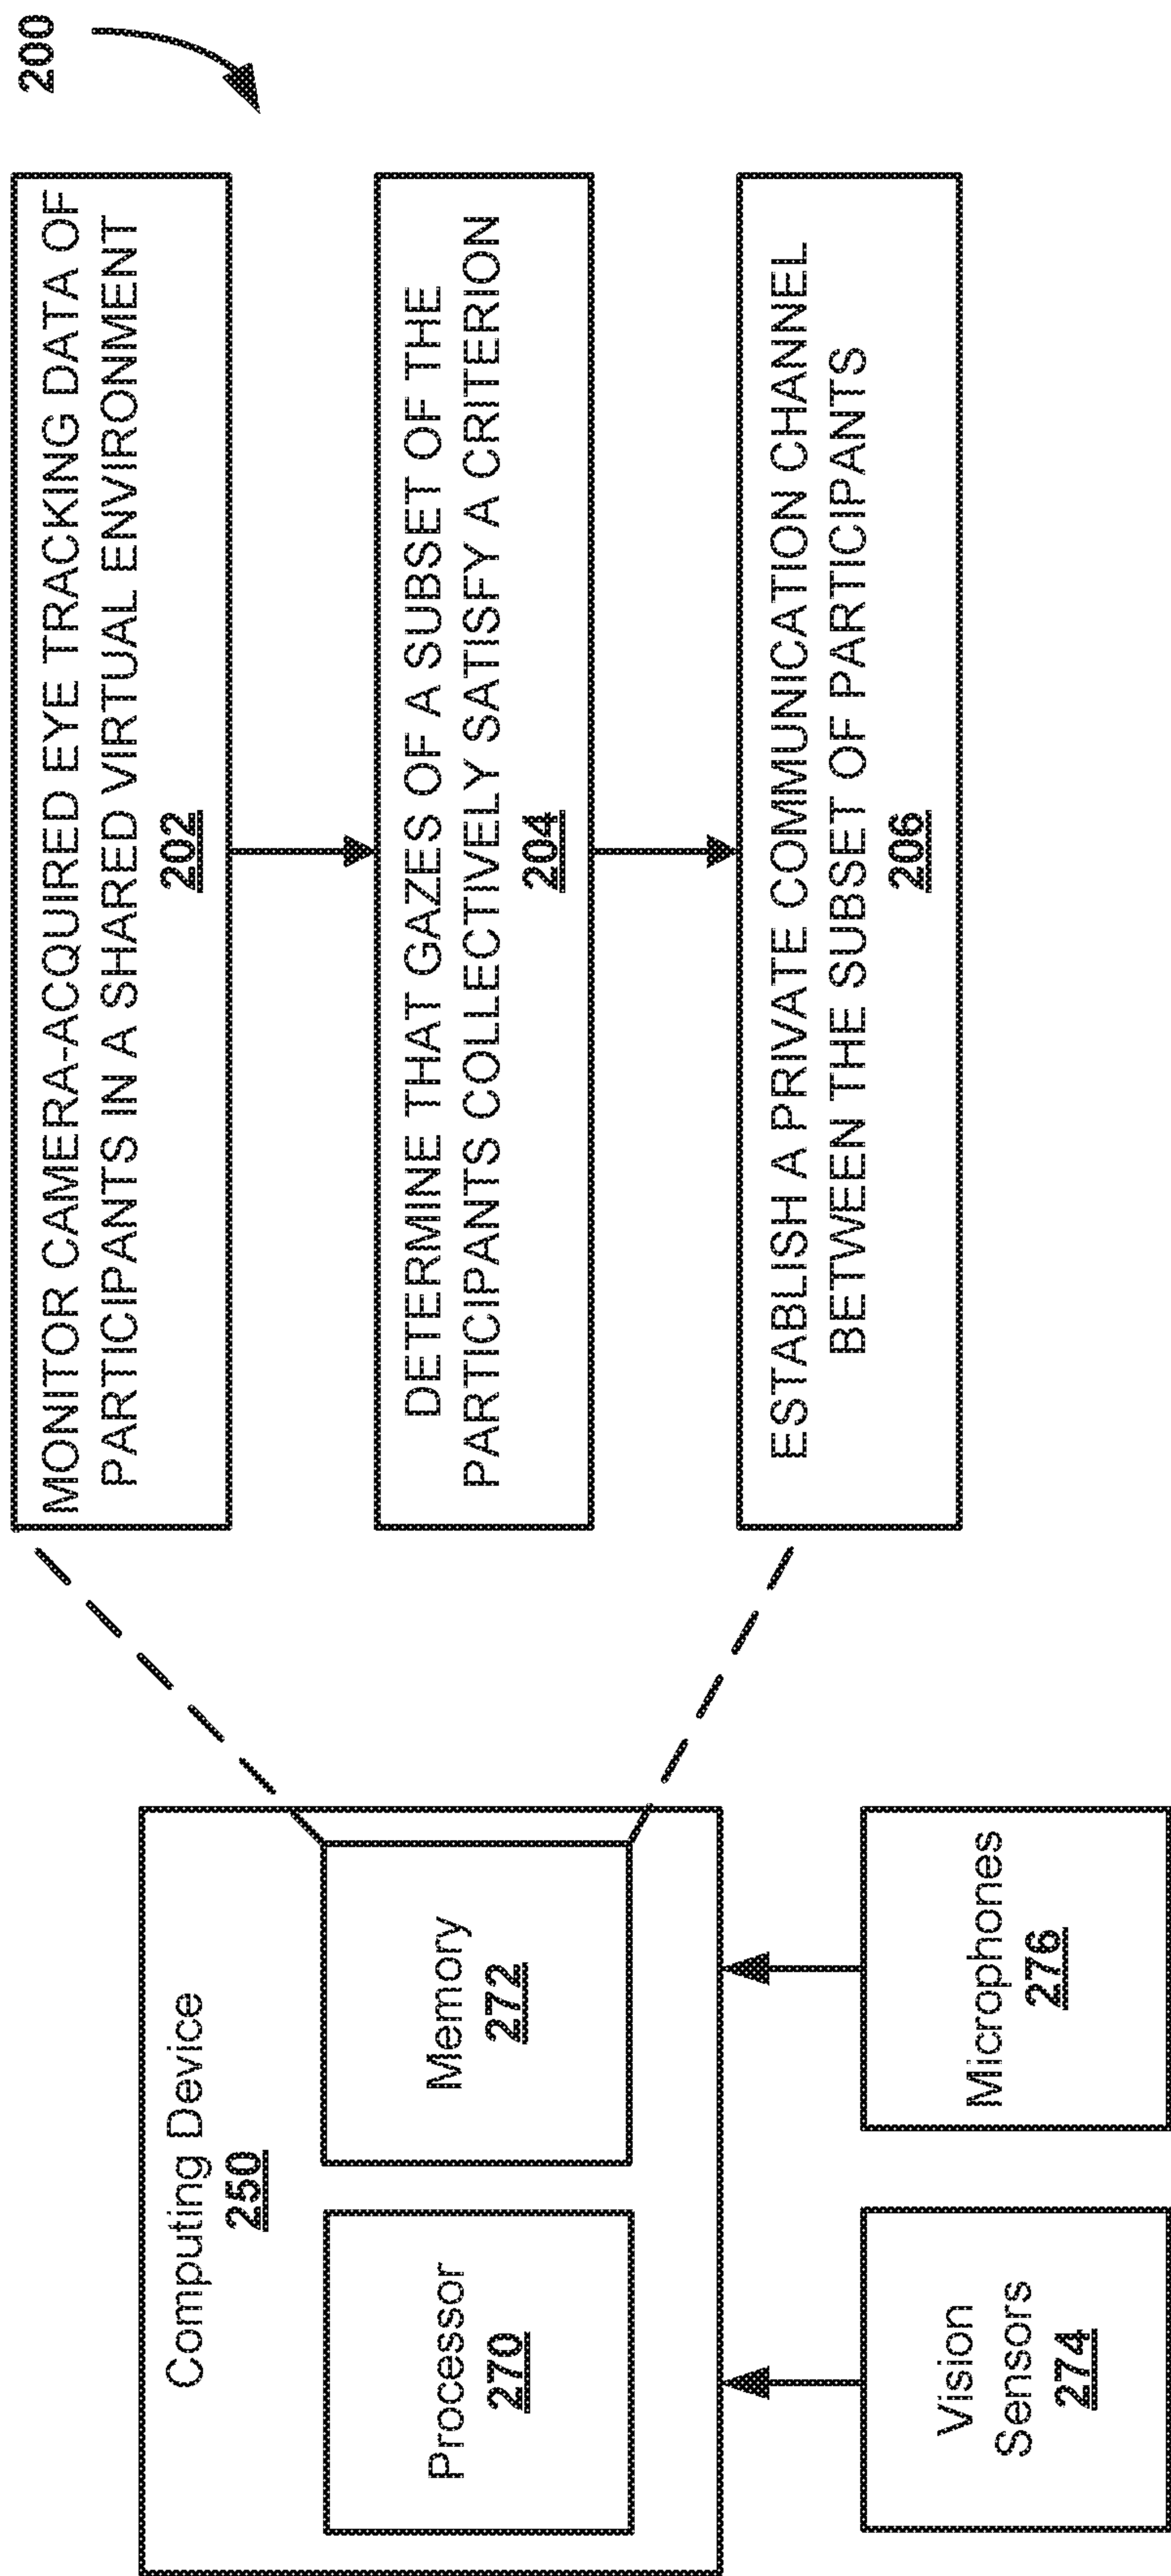 200
MONITOR CAMERA-ACQUIRED EYE TRACKING DATA OF
PARTICIPANTS IN A SHARED VIRTUAL ENVIRONMENT
202
DETERMINE THAT GAZES OF A SUBSET OF THE
PARTICIPANTS COLLECTIVELY SATISFY A CRITERION
204
ESTABLISH A PRIVATE COMMUNICATION CHANNEL
BETWEEN THE SUBSET OF PARTICIPANTS
206
Computing Device
250
Processor
270
Memory
272
Vision
Sensors
274
Microphones
276